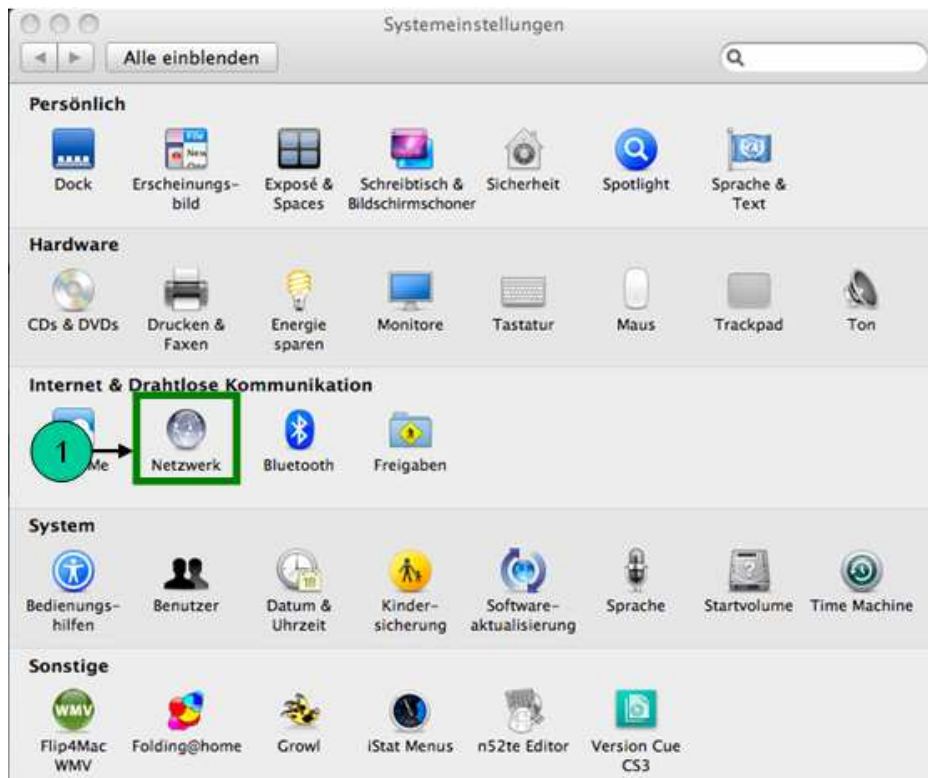 Systemeinstellungen
Alle einblenden
Persönlich
Dock
Erscheinungs-
bild
Exposé &
Spaces
Schreibtisch &
Bildschirmschoner
Sicherheit
Spotlight
Sprache &
Text
Hardware
CDs & DVDs
Drucken &
Faxen
Energie
sparen
Monitore
Tastatur
Maus
Trackpad
Ton
Internet & Drahtlose Kommunikation
1
Me
Netzwerk
Bluetooth
Freigaben
System
Bedienungs-
hilfen
Benutzer
Datum &
Uhrzeit
Kinder-
sicherung
Software-
aktualisierung
Sprache
Startvolume
Time Machine
Sonstige
WMV
Flip4Mac
WMV
Folding@home
Growl
iStat Menus
n52te Editor
Version Cue
CS3